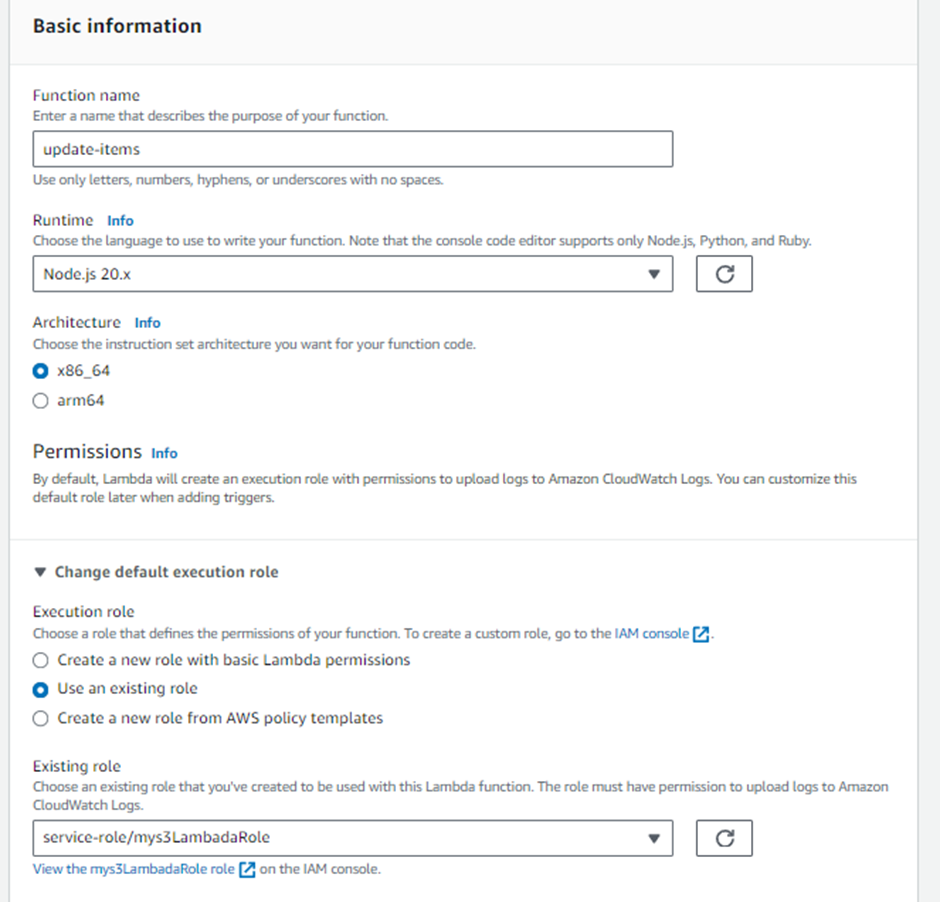 Basic information
Function name
Enter a name that describes the purpose of your function.
update-items
Use only letters, numbers, hyphens, or underscores with no spaces.
Runtime Info
Choose the language to use to write your function. Note that the console code editor supports only Node.js, Python, and Ruby.
Node.js 20.x
Architecture Info
Choose the instruction set architecture you want for your function code.
x86_64
arm64
Permissions Info
By default, Lambda will create an execution role with permissions to upload logs to Amazon CloudWatch Logs. You can customize this
default role later when adding triggers.
Change default execution role
Execution role
Choose a role that defines the permissions of your function. To create a custom role, go to the IAM console.
Create a new role with basic Lambda permissions
Use an existing role
Create a new role from AWS policy templates
Existing role
Choose an existing role that you've created to be used with this Lambda function. The role must have permission to upload logs to Amazon
CloudWatch Logs.
service-role/mys3LambadaRole
View the mys3LambadaRole role on the IAM console.